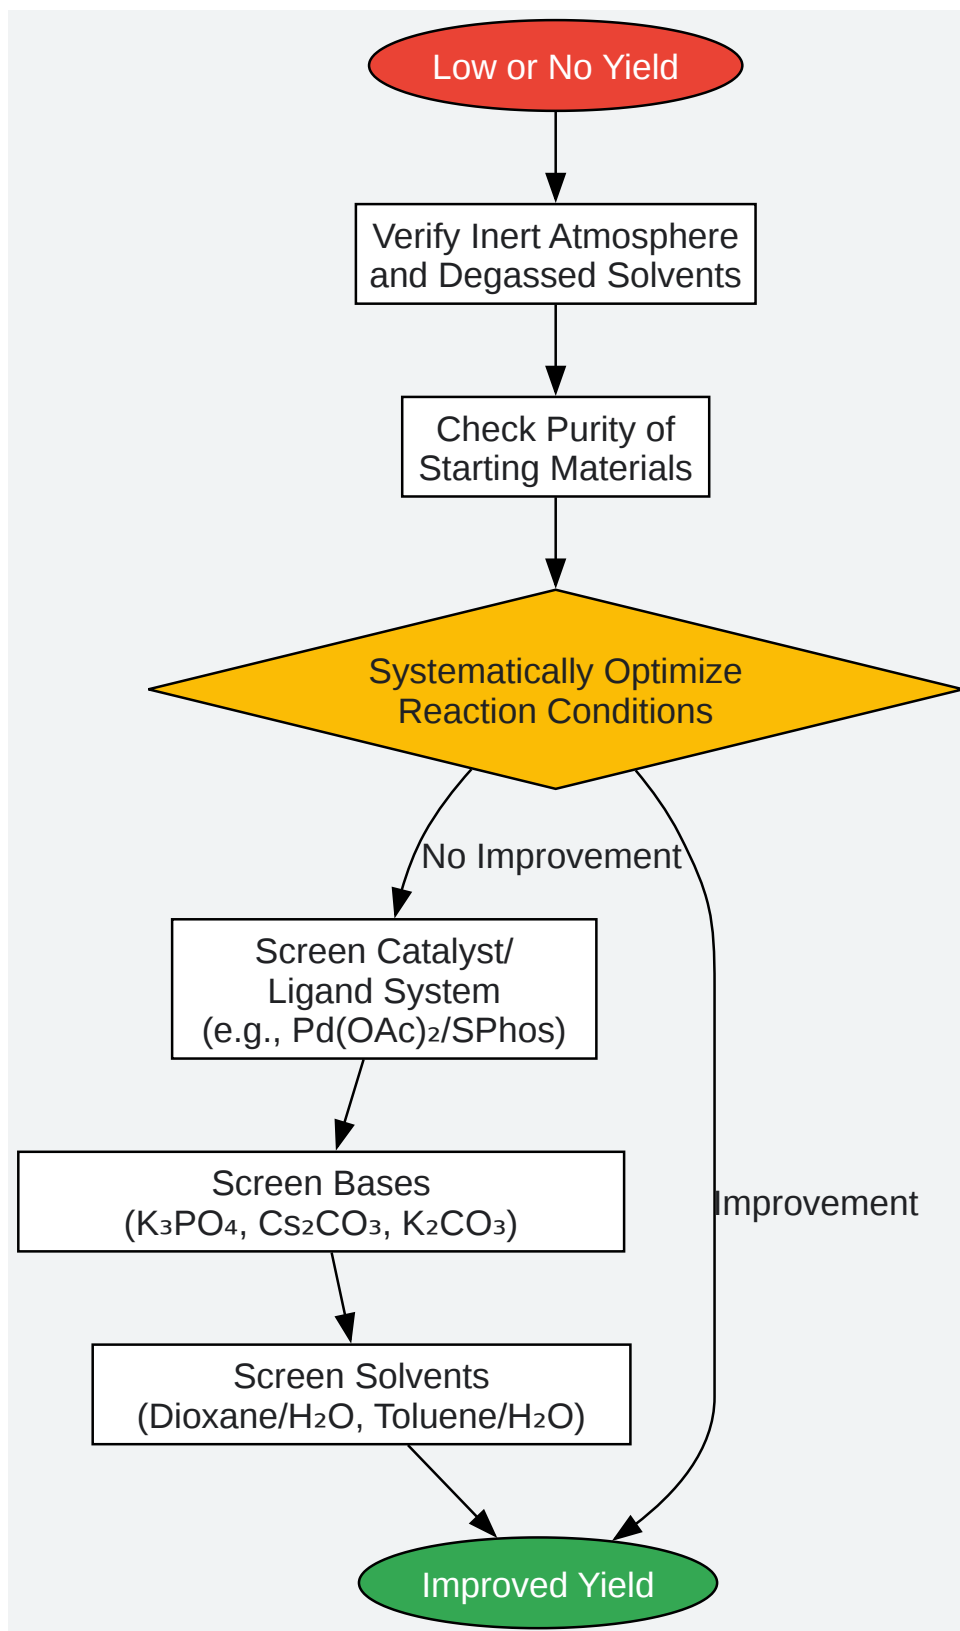 Low or No Yield
Verify Inert Atmosphere
and Degassed Solvents
Check Purity of
Starting Materials
Systematically Optimize
Reaction Conditions
No Improvement
Screen Catalyst/
Ligand System
(e.g., Pd(OAc)₂/SPhos)
Screen Bases
(K₃PO₄, Cs₂CO₃, K₂CO₃)
Improvement
Screen Solvents
(Dioxane/H₂O, Toluene/H₂O)
Improved Yield